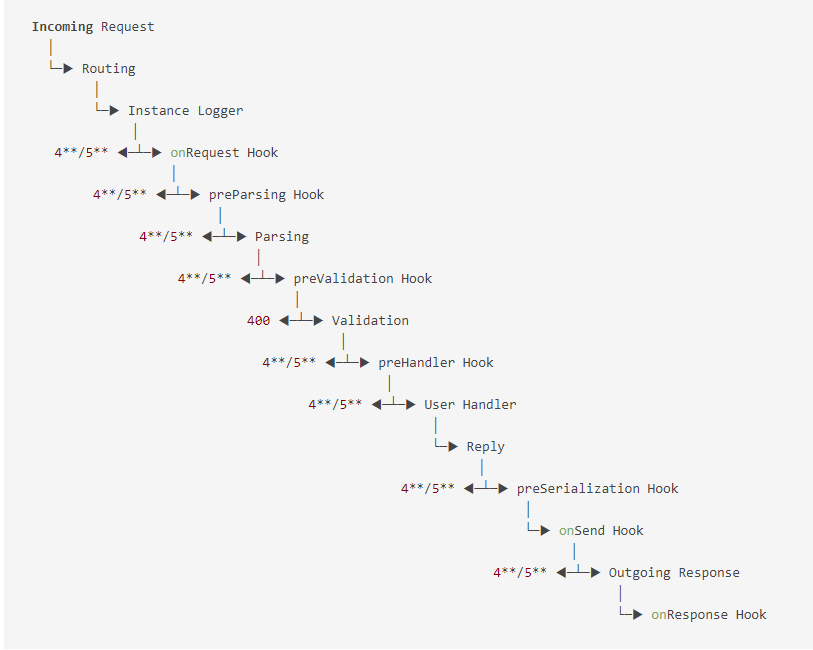 Incoming Request
│
└─▶ Routing
│
└─▶ Instance Logger
│
4**/5** ◀─┴─▶ onRequest Hook
│
4**/5** ◀─┴─▶ preParsing Hook
│
4**/5** ◀─┴─▶ Parsing
│
4**/5** ◀─┴─▶ preValidation Hook
│
400 ◀─┴─▶ Validation
│
4**/5** ◀─┴─▶ preHandler Hook
│
4**/5** ◀─┴─▶ User Handler
│
└─▶ Reply
│
4**/5** ◀─┴─▶ preSerialization Hook
│
└─▶ onSend Hook
│
4**/5** ◀─┴─▶ Outgoing Response
│
└─▶ onResponse Hook